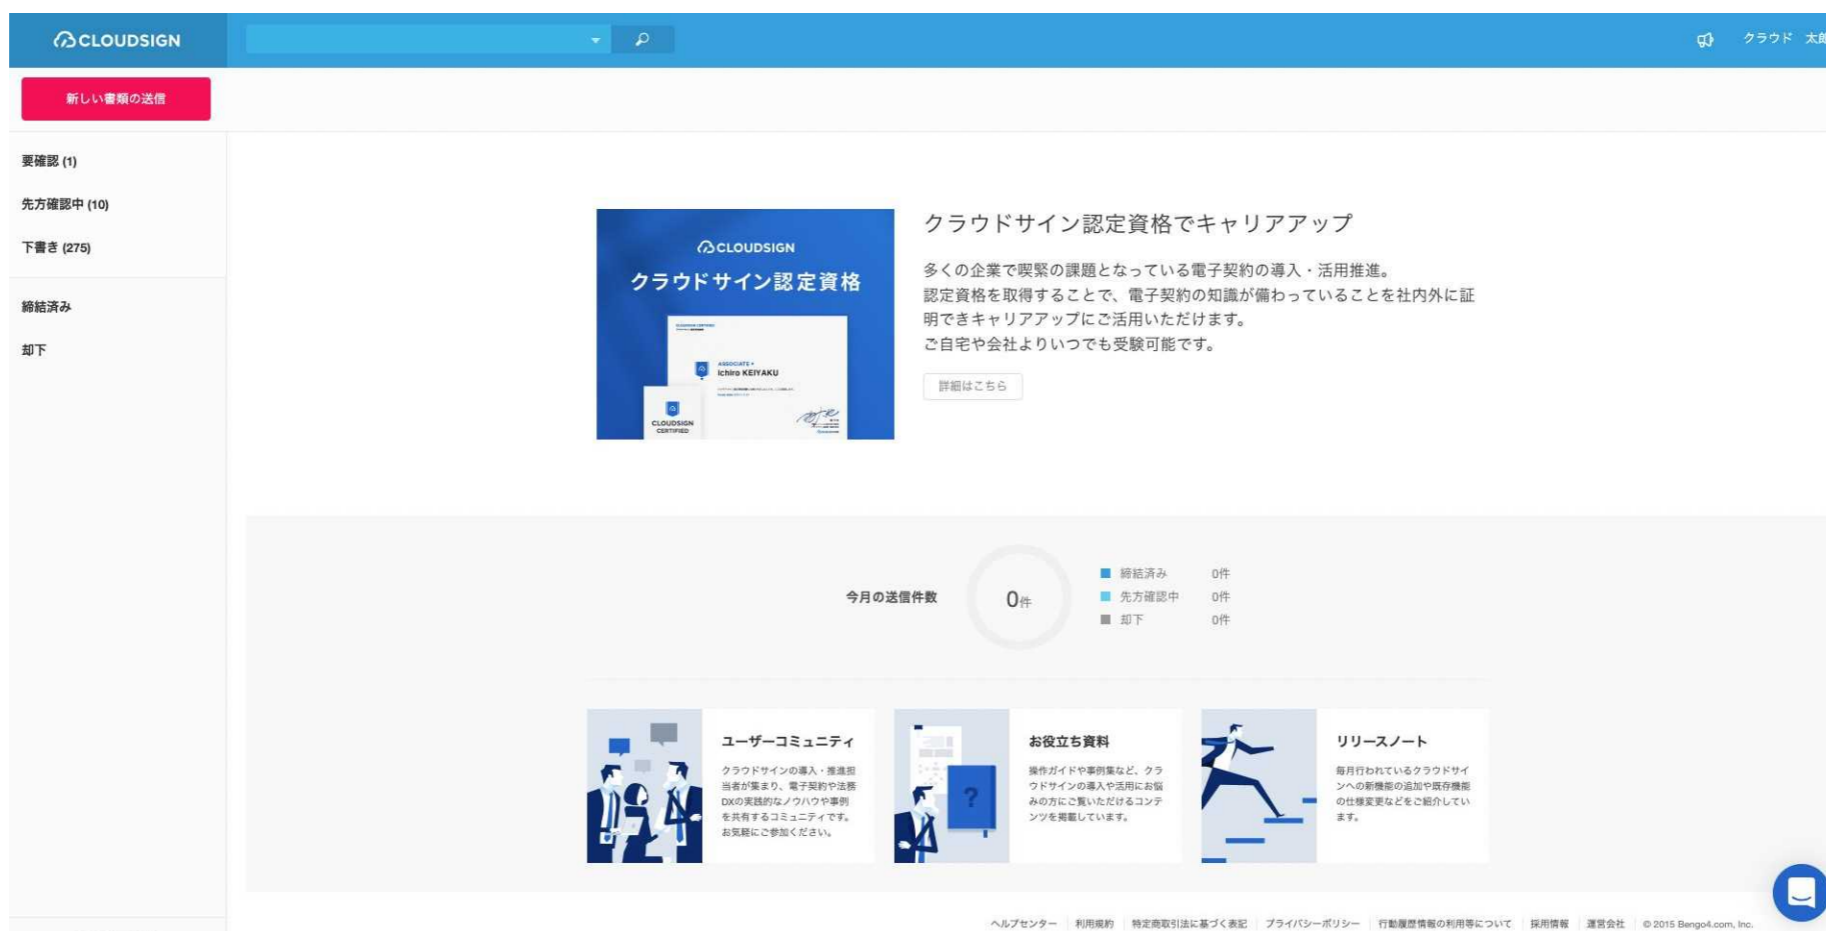 CLOUDSIGN
クラウド 太郎
新しい書類の送信
要確認 (1)
先方確認中 (10)
下書き (275)
締結済み
却下
CLOUDSIGN
クラウドサイン認定資格
ASSOCIATE
Ichiro KEIYAKU
CLOUDSIGN
CERTIFIED
クラウドサイン認定資格でキャリアアップ
多くの企業で喫緊の課題となっている電子契約の導入・活用推進。
認定資格を取得することで、電子契約の知識が備わっていることを社内外に証
明できキャリアアップにご活用いただけます。
ご自宅や会社よりいつでも受験可能です。
詳細はこちら
今月の送信件数
0件
締結済み 0件
先方確認中 0件
却下 0件
ユーザーコミュニティ
クラウドサインの導入・推進担
当者が集まり、電子契約や法務
DXの実践的なノウハウや事例
を共有するコミュニティです。
お気軽にご参加ください。
お役立ち資料
操作ガイドや事例集など、クラ
ウドサインの導入や活用にお悩
みの方にご覧いただけるコンテ
ンツを掲載しています。
リリースノート
毎月行われているクラウドサイ
ンへの新機能の追加や既存機能
の仕様変更などをご紹介してい
ます。
ヘルプセンター 利用規約 特定商取引法に基づく表記 プライバシーポリシー 行動履歴情報の利用等について 採用情報 運営会社 © 2015 Bengo4.com, Inc.